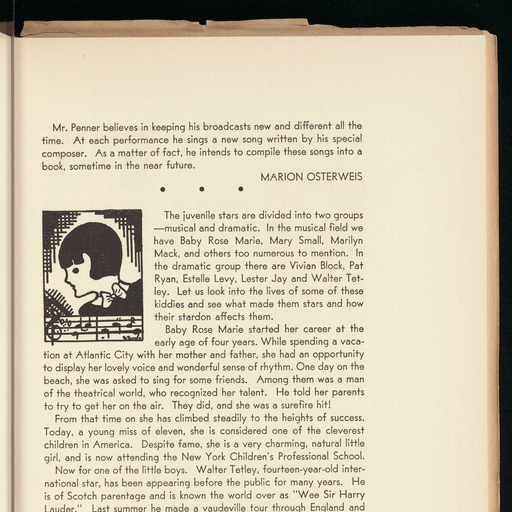 Mr. Penner believes in keeping his broadcasts new and different all the
time. At each performance he sings a new song written by his special
composer. As a matter of fact, he intends to compile these songs into a
book, sometime in the near future.
MARION OSTERWEIS
• • •
The juvenile stars are divided into two groups
—musical and dramatic. In the musical field we
have Baby Rose Marie, Mary Small, Marilyn
Mack, and others too numerous to mention. In
the dramatic group there are Vivian Block, Pat
Ryan, Estelle Levy, Lester Jay and Walter Tet-
ley. Let us look into the lives of some of these
kiddies and see what made them stars and how
their stardon affects them.
Baby Rose Marie started her career at the
early age of four years. While spending a vaca-
tion at Atlantic City with her mother and father, she had an opportunity
to display her lovely voice and wonderful sense of rhythm. One day on the
beach, she was asked to sing for some friends. Among them was a man
of the theatrical world, who recognized her talent. He told her parents
to try to get her on the air. They did, and she was a surefire hit!
From that time on she has climbed steadily to the heights of success.
Today, a young miss of eleven, she is considered one of the cleverest
children in America. Despite fame, she is a very charming, natural little
girl, and is now attending the New York Children's Professional School.
Now for one of the little boys. Walter Tetley, fourteen-year-old inter-
national star, has been appearing before the public for many years. He
is of Scotch parentage and is known the world over as "Wee Sir Harry
Lauder." Last summer he made a vaudeville tour through England and